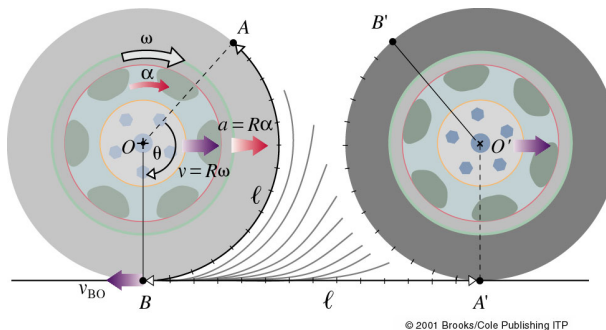 A
B'
ω
α
a = Rα
O
θ
v = Rω
O'
ℓ
v_BO
B
ℓ
A'
© 2001 Brooks/Cole Publishing ITP